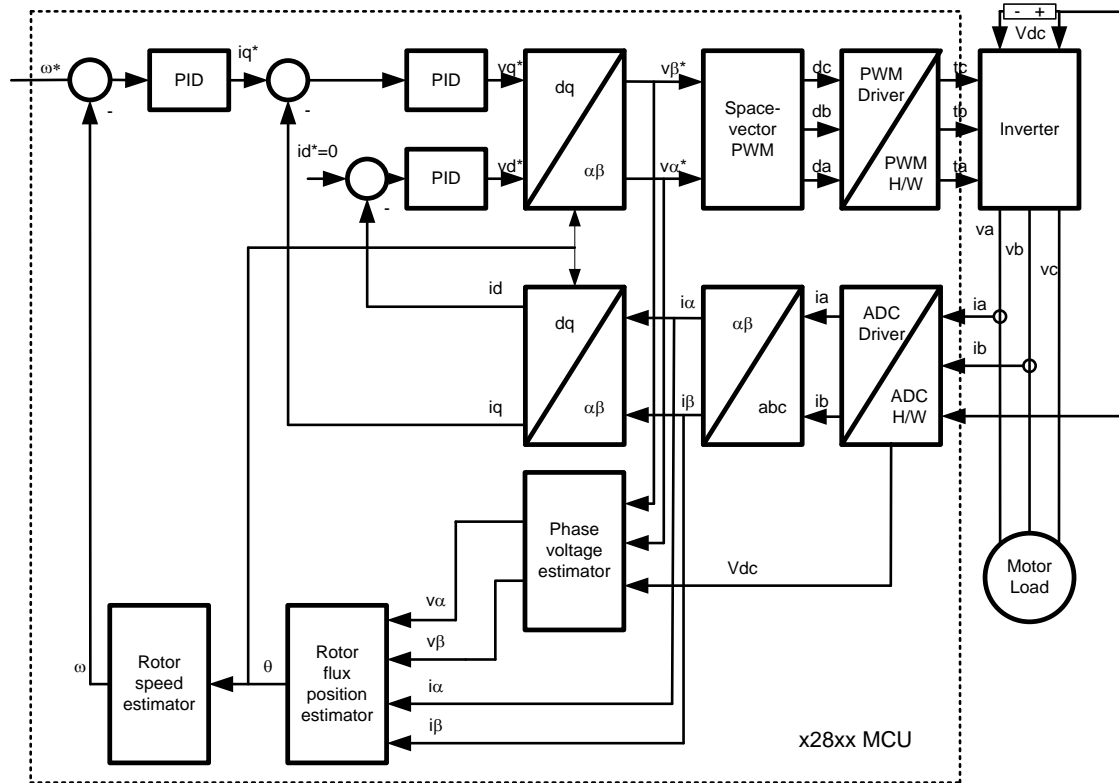 - +
Vdc
ω*
iq*
PID
PID
vq*
dq
vβ*
dc
PWM
Driver
tc
Space-
vector
PWM
db
tb
Inverter
-
-
id*=0
PID
vd*
αβ
vα*
da
PWM
H/W
ta
-
va
vb
vc
id
dq
iα
αβ
ia
ADC
Driver
ia
ib
iq
αβ
iβ
abc
ib
ADC
H/W
Phase
voltage
estimator
Vdc
Motor
Load
vα
vβ
ω
Rotor
speed
estimator
θ
Rotor
flux
position
estimator
iα
iβ
x28xx MCU